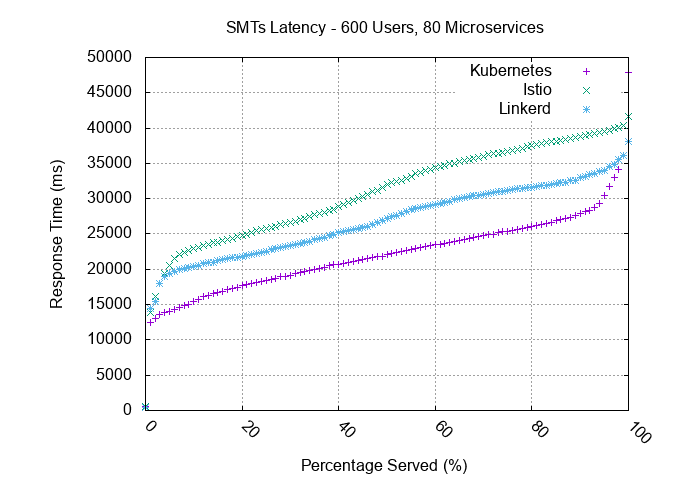 SMTs Latency - 600 Users, 80 Microservices
50000
45000
40000
35000
30000
25000
20000
15000
10000
5000
0
Response Time (ms)
Kubernetes
Istio
Linkerd
0
20
40
60
80
100
Percentage Served (%)